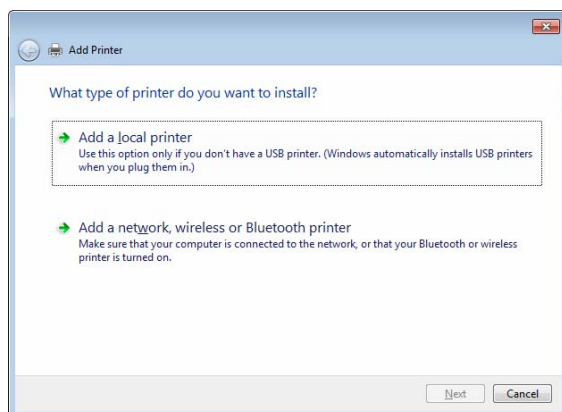 Add Printer
What type of printer do you want to install?
Add a local printer
Use this option only if you don't have a USB printer. (Windows automatically installs USB printers
when you plug them in.)
Add a network, wireless or Bluetooth printer
Make sure that your computer is connected to the network, or that your Bluetooth or wireless
printer is turned on.
Next
Cancel